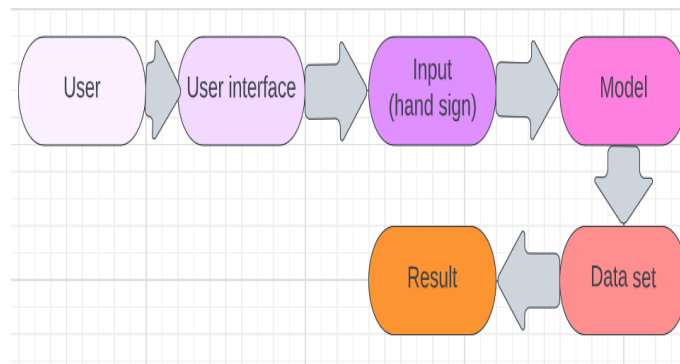 User
User interface
Input
(hand sign)
Model
Result
Data set